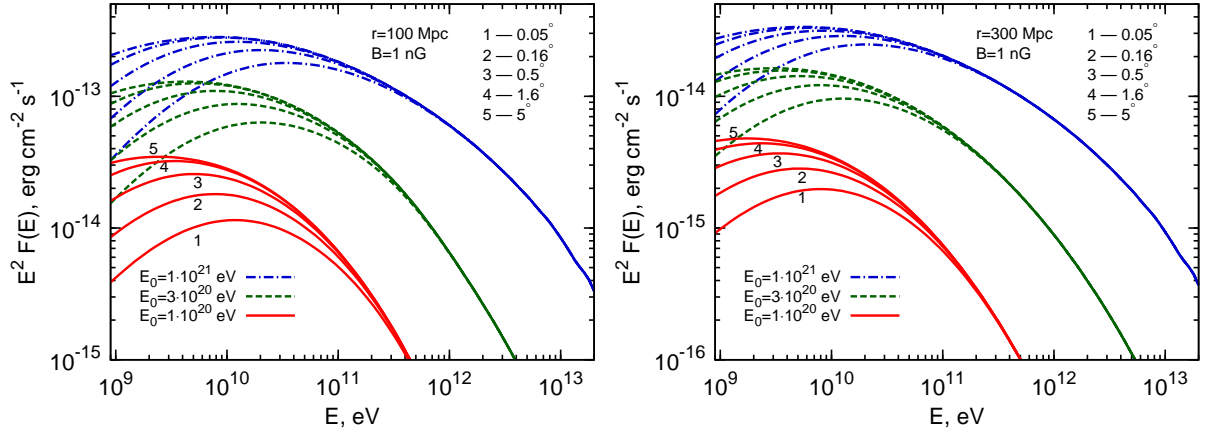 r=100 Mpc
B=1 nG
1 — 0.05°
2 — 0.16°
3 — 0.5°
4 — 1.6°
5 — 5°
10⁻¹³
10⁻¹⁴
10⁻¹⁵
E² F(E), erg cm⁻² s⁻¹
5
4
3
2
1
E₀=1·10²¹ eV
E₀=3·10²⁰ eV
E₀=1·10²⁰ eV
10⁹
10¹⁰
10¹¹
10¹²
10¹³
E, eV
r=300 Mpc
B=1 nG
1 — 0.05°
2 — 0.16°
3 — 0.5°
4 — 1.6°
5 — 5°
10⁻¹⁴
10⁻¹⁵
10⁻¹⁶
E² F(E), erg cm⁻² s⁻¹
5
4
3
2
1
E₀=1·10²¹ eV
E₀=3·10²⁰ eV
E₀=1·10²⁰ eV
10⁹
10¹⁰
10¹¹
10¹²
10¹³
E, eV